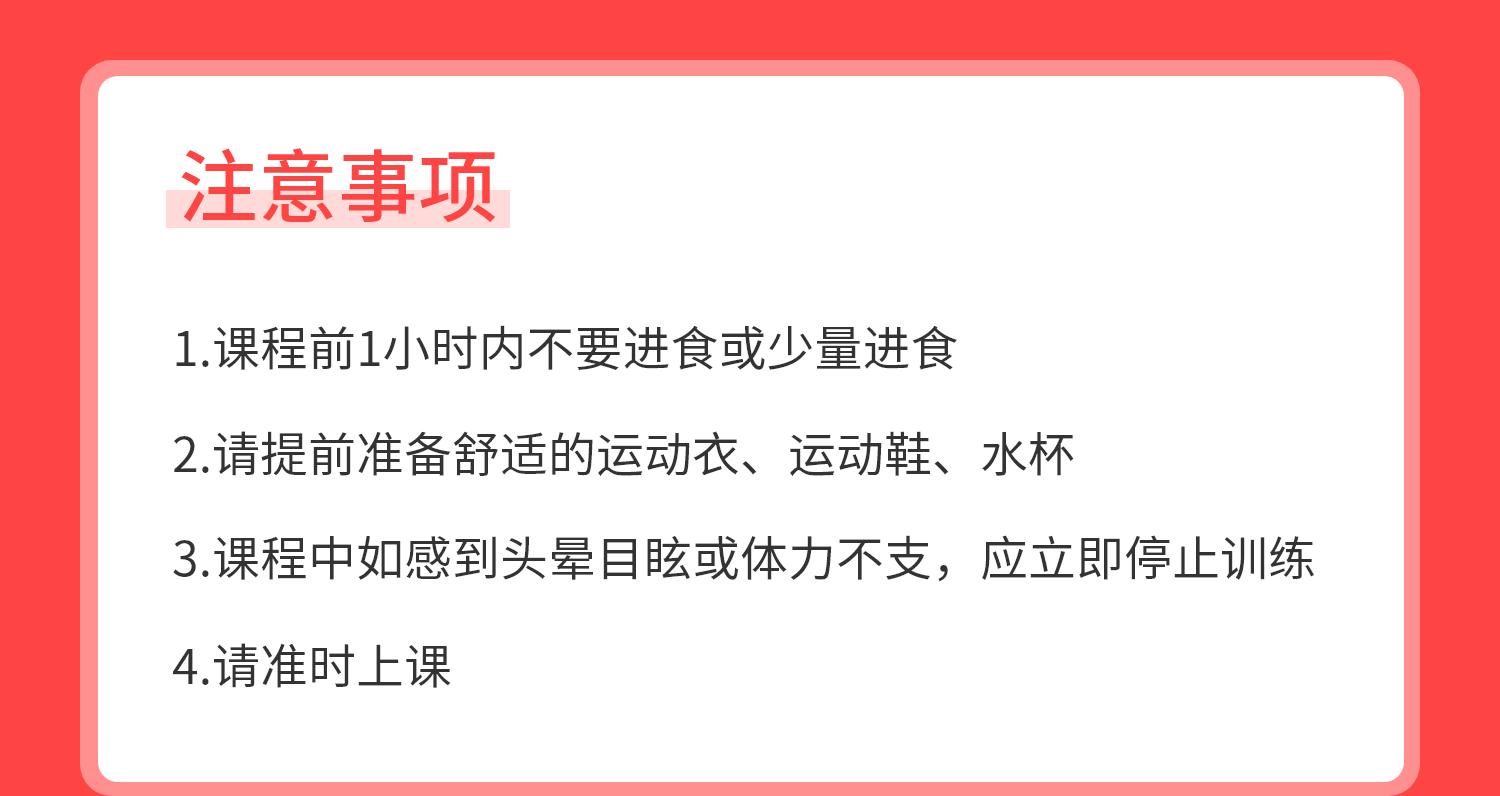 注意事项
1.课程前1小时内不要进食或少量进食
2.请提前准备舒适的运动衣、运动鞋、水杯
3.课程中如感到头晕目眩或体力不支，应立即停止训练
4.请准时上课